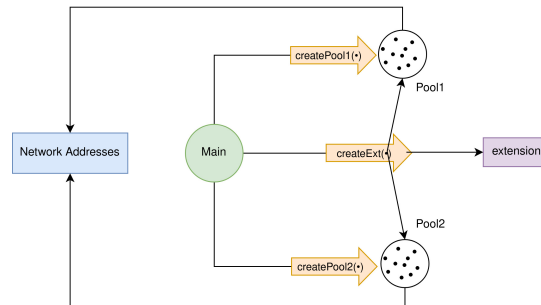 createPool1(•)
Pool1
Network Addresses
Main
createExt(•)
extension
Pool2
createPool2(•)